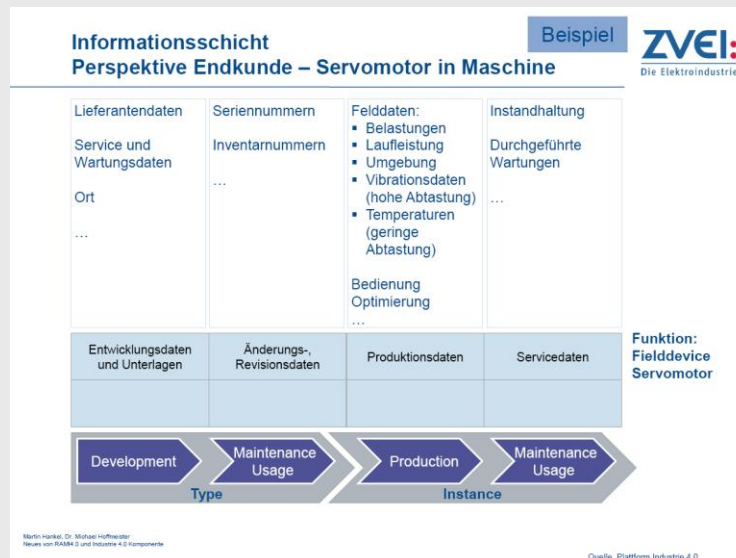 Beispiel
Informationsschicht
Perspektive Endkunde – Servomotor in Maschine
ZVEI:
Die Elektroindustrie
Lieferantendaten
Service und
Wartungsdaten
Ort
…
Seriennummern
Inventarnummern
…
Felddaten:
▪ Belastungen
▪ Laufleistung
▪ Umgebung
▪ Vibrationsdaten
(hohe Abtastung)
▪ Temperaturen
(geringe
Abtastung)
Bedienung
Optimierung
…
Instandhaltung
Durchgeführte
Wartungen
…
Entwicklungsdaten
und Unterlagen
Änderungs-,
Revisionsdaten
Produktionsdaten
Servicedaten
Funktion:
Fielddevice
Servomotor
Development
Maintenance
Usage
Production
Maintenance
Usage
Type
Instance
Martin Hankel, Dr. Michael Hoffmeister
Neues von RAMI4.0 und Industrie 4.0 Komponente
Quelle. Plattform Industrie 4.0